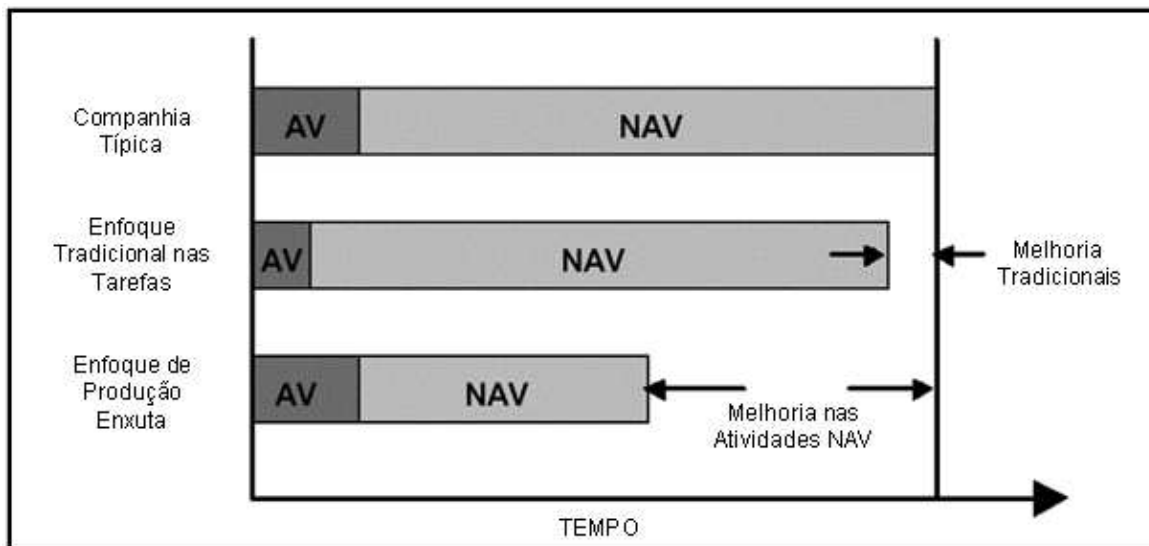 Companhia
Típica
AV
NAV
Enfoque
Tradicional nas
Tarefas
AV
NAV
Melhoria
Tradicionais
Enfoque de
Produção
Enxuta
AV
NAV
Melhoria nas
Atividades NAV
TEMPO